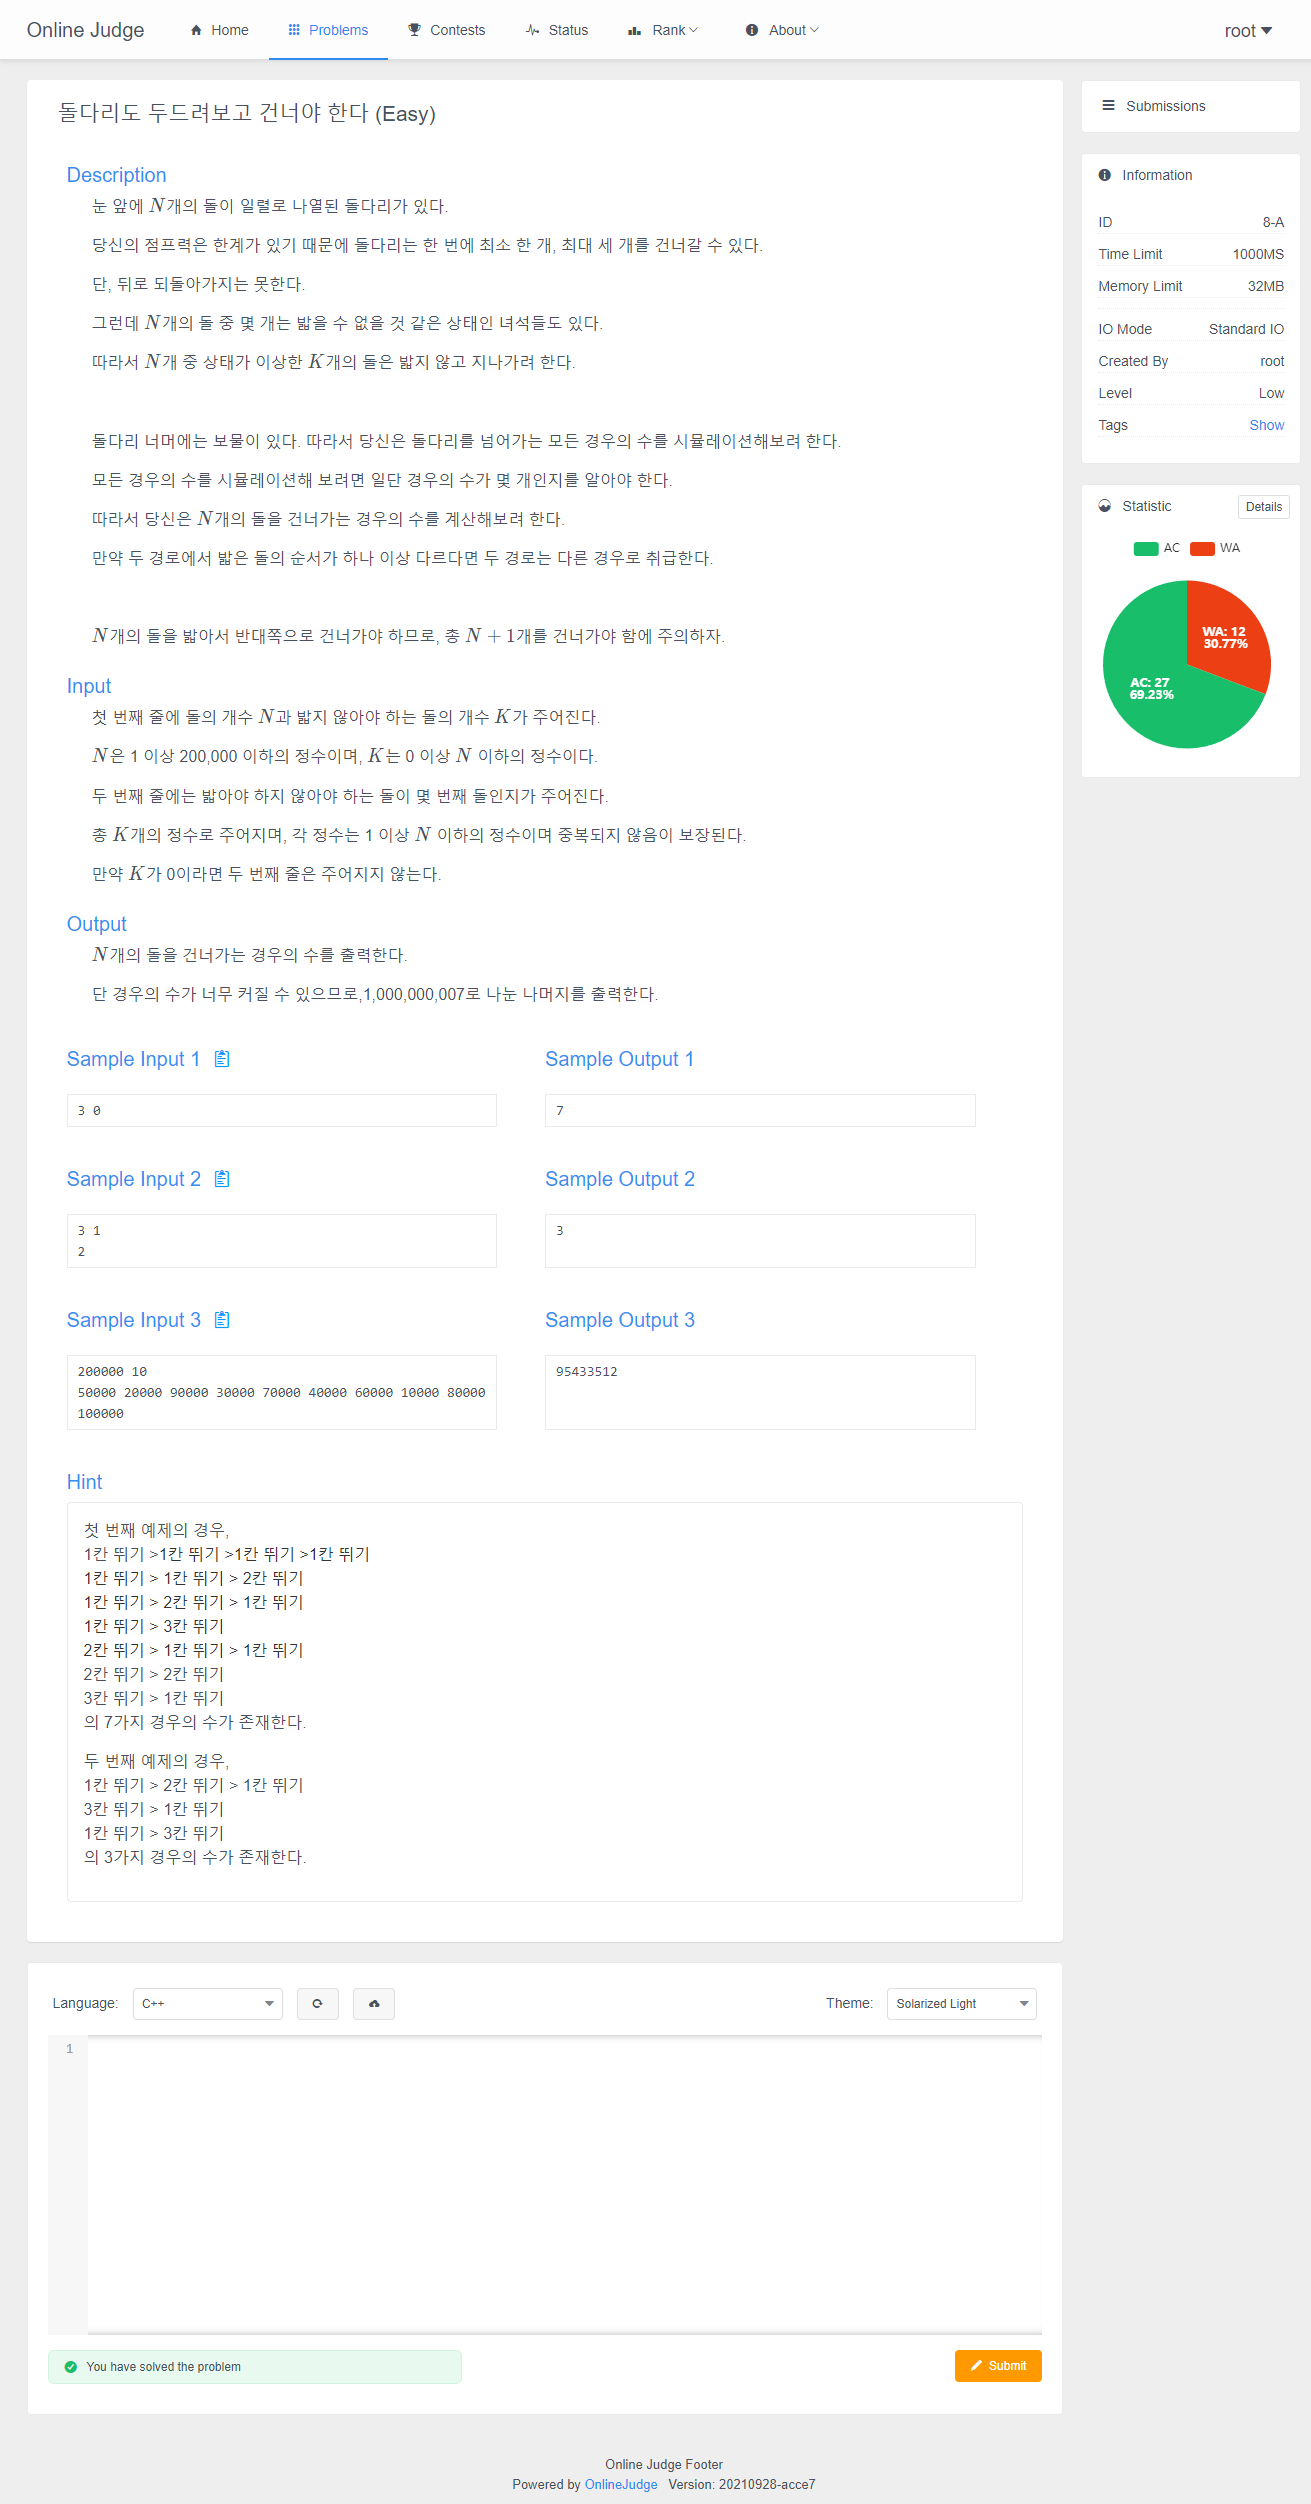 Online Judge
Home
Problems
Contests
Status
Rank
About
root
돌다리도 두드려보고 건너야 한다 (Easy)
Description
눈 앞에 N개의 돌이 일렬로 나열된 돌다리가 있다.
당신의 점프력은 한계가 있기 때문에 돌다리는 한 번에 최소 한 개, 최대 세 개를 건너갈 수 있다.
단, 뒤로 되돌아가지는 못한다.
그런데 N개의 돌 중 몇 개는 밟을 수 없을 것 같은 상태인 녀석들도 있다.
따라서 N개 중 상태가 이상한 K개의 돌은 밟지 않고 지나가려 한다.
돌다리 너머에는 보물이 있다. 따라서 당신은 돌다리를 넘어가는 모든 경우의 수를 시뮬레이션해보려 한다.
모든 경우의 수를 시뮬레이션해 보려면 일단 경우의 수가 몇 개인지를 알아야 한다.
따라서 당신은 N개의 돌을 건너가는 경우의 수를 계산해보려 한다.
만약 두 경로에서 밟은 돌의 순서가 하나 이상 다르다면 두 경로는 다른 경우로 취급한다.
N개의 돌을 밟아서 반대쪽으로 건너가야 하므로, 총 N + 1개를 건너가야 함에 주의하자.
Input
첫 번째 줄에 돌의 개수 N과 밟지 않아야 하는 돌의 개수 K가 주어진다.
N은 1 이상 200,000 이하의 정수이며, K는 0 이상 N 이하의 정수이다.
두 번째 줄에는 밟아야 하지 않아야 하는 돌이 몇 번째 돌인지가 주어진다.
총 K개의 정수로 주어지며, 각 정수는 1 이상 N 이하의 정수이며 중복되지 않음이 보장된다.
만약 K가 0이라면 두 번째 줄은 주어지지 않는다.
Output
N개의 돌을 건너가는 경우의 수를 출력한다.
단 경우의 수가 너무 커질 수 있으므로,1,000,000,007로 나눈 나머지를 출력한다.
Sample Input 1
3 0
Sample Output 1
7
Sample Input 2
3 1
2
Sample Output 2
3
Sample Input 3
200000 10
50000 20000 90000 30000 70000 40000 60000 10000 80000
100000
Sample Output 3
95433512
Hint
첫 번째 예제의 경우,
1칸 뛰기 >1칸 뛰기 >1칸 뛰기 >1칸 뛰기
1칸 뛰기 > 1칸 뛰기 > 2칸 뛰기
1칸 뛰기 > 2칸 뛰기 > 1칸 뛰기
1칸 뛰기 > 3칸 뛰기
2칸 뛰기 > 1칸 뛰기 > 1칸 뛰기
2칸 뛰기 > 2칸 뛰기
3칸 뛰기 > 1칸 뛰기
의 7가지 경우의 수가 존재한다.
두 번째 예제의 경우,
1칸 뛰기 > 2칸 뛰기 > 1칸 뛰기
3칸 뛰기 > 1칸 뛰기
1칸 뛰기 > 3칸 뛰기
의 3가지 경우의 수가 존재한다.
Submissions
Information
ID 8-A
Time Limit 1000MS
Memory Limit 32MB
IO Mode Standard IO
Created By root
Level Low
Tags Show
Statistic Details
AC WA
WA: 12
30.77%
AC: 27
69.23%
Language: C++
Theme: Solarized Light
1
You have solved the problem
Submit
Online Judge Footer
Powered by OnlineJudge Version: 20210928-acce7